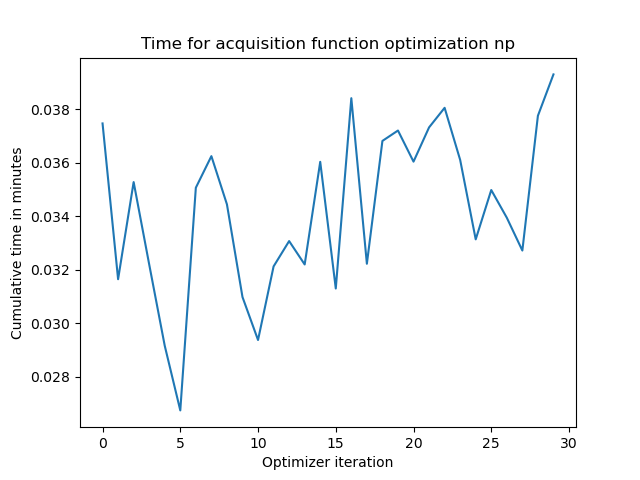 Time for acquisition function optimization np
Cumulative time in minutes
0.038
0.036
0.034
0.032
0.030
0.028
0 5 10 15 20 25 30
Optimizer iteration